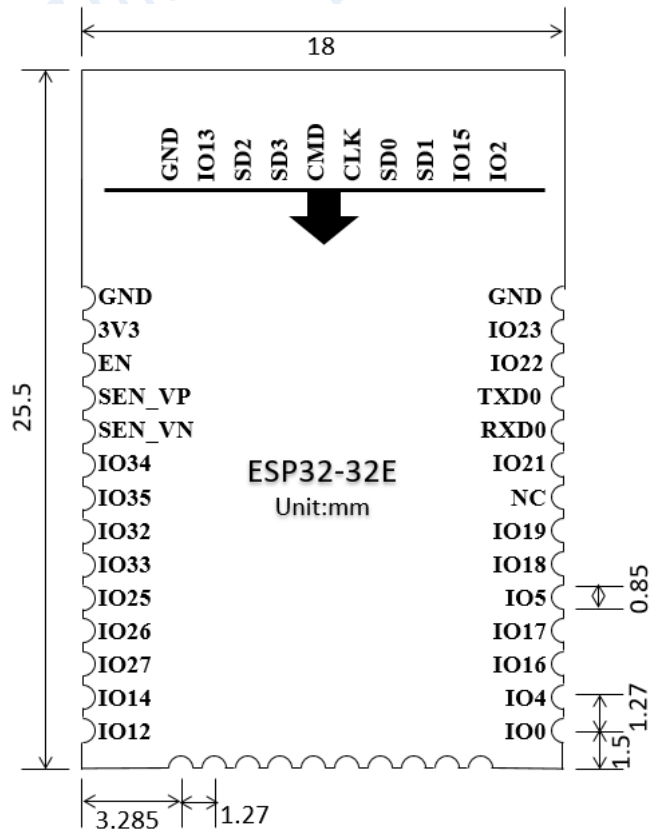 18
GND IO13 SD2 SD3 CMD CLK SD0 SD1 IO15 IO2
25.5
GND GND
3V3 IO23
EN IO22
SEN_VP TXD0
SEN_VN RXD0
IO34 IO21
ESP32-32E
Unit:mm
IO35 NC
IO32 IO19
IO33 IO18
IO25 IO5
0.85
IO26 IO17
IO27 IO16
IO14 IO4
1.27
IO12 IO0
1.5
3.285 1.27